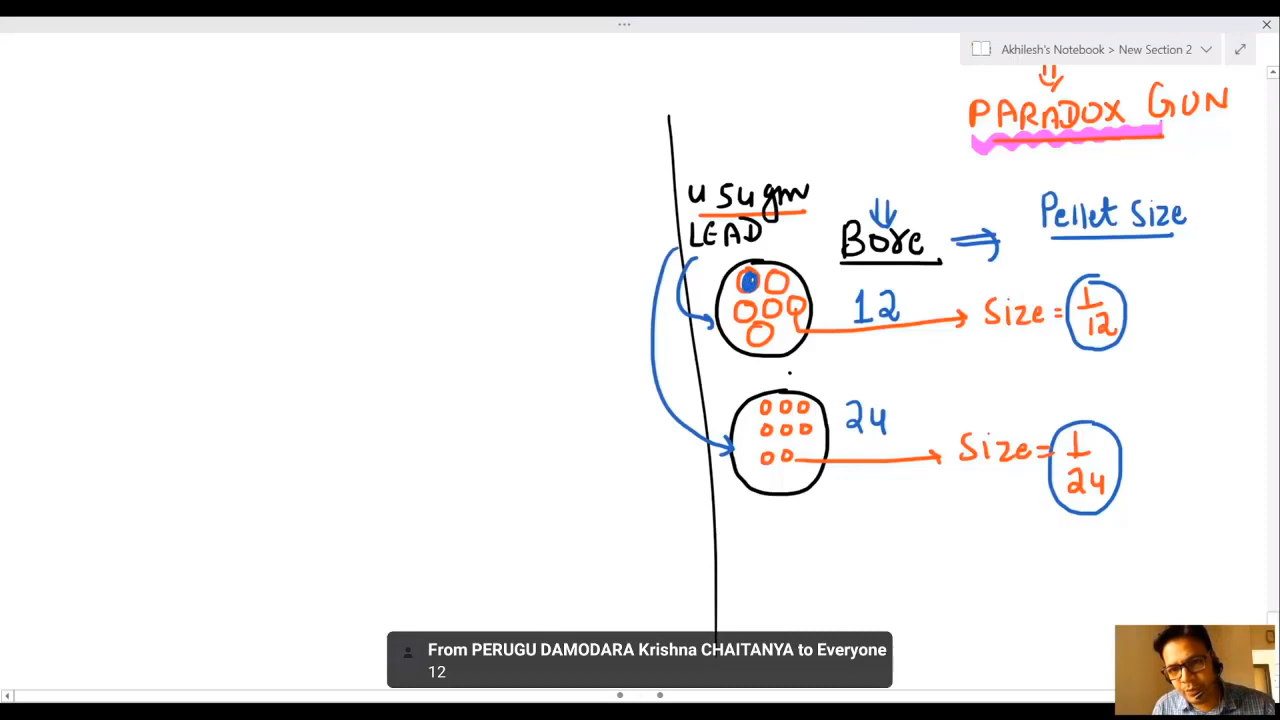 Akhilesh's Notebook > New Section 2
PARADOX GUN
454 gm
LEAD
Bore
Pellet Size
12
Size = 1/12
24
Size = 1/24
From PERUGU DAMODARA Krishna CHAITANYA to Everyone
12